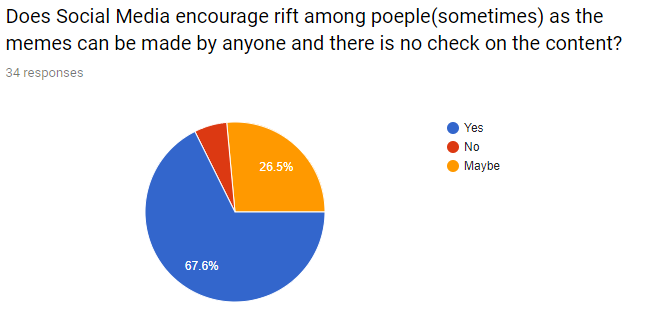 Does Social Media encourage rift among poeple(sometimes) as the
memes can be made by anyone and there is no check on the content?
34 responses
Yes
No
Maybe
26.5%
67.6%